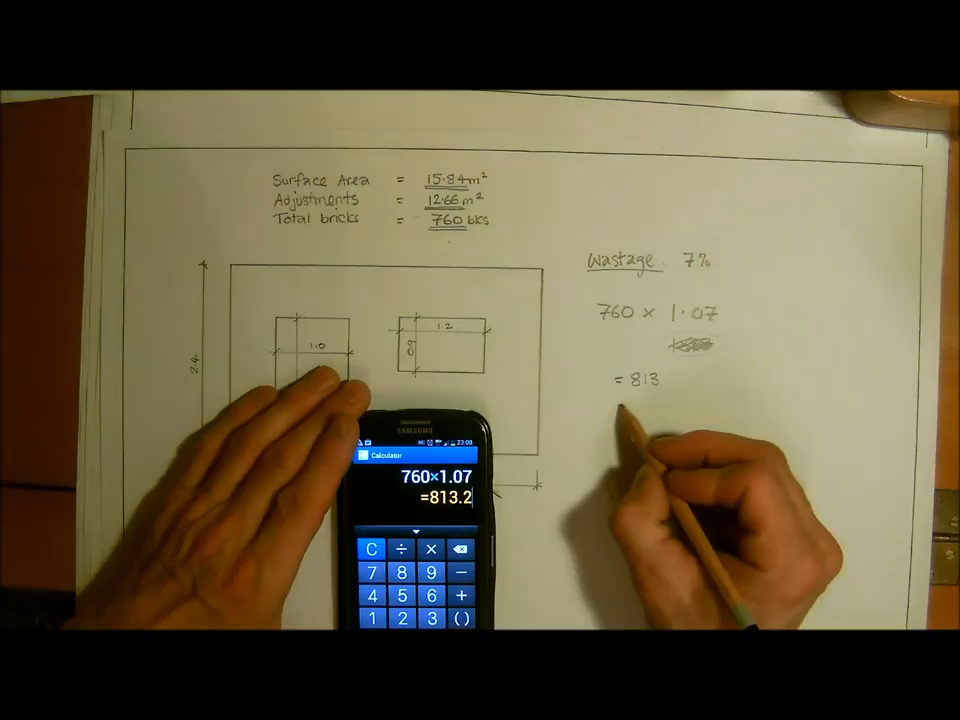 Surface Area = 15.84m²
Adjustments = 12.66m²
Total bricks = 760 bks
Wastage. 7%
760 × 1.07
= 813
2.4
1.0
1.2
0.9
SAMSUNG
23:03
Calculator
760×1.07
=813.2
C ÷ ×
7 8 9 −
4 5 6 +
1 2 3 ( )